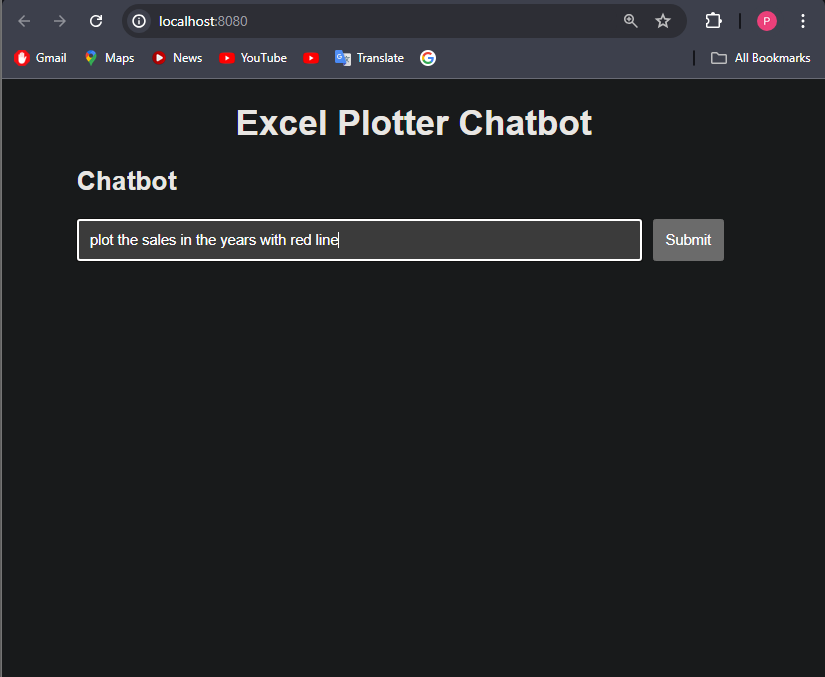 localhost:8080
P
Gmail Maps News YouTube Translate All Bookmarks
Excel Plotter Chatbot
Chatbot
plot the sales in the years with red line Submit